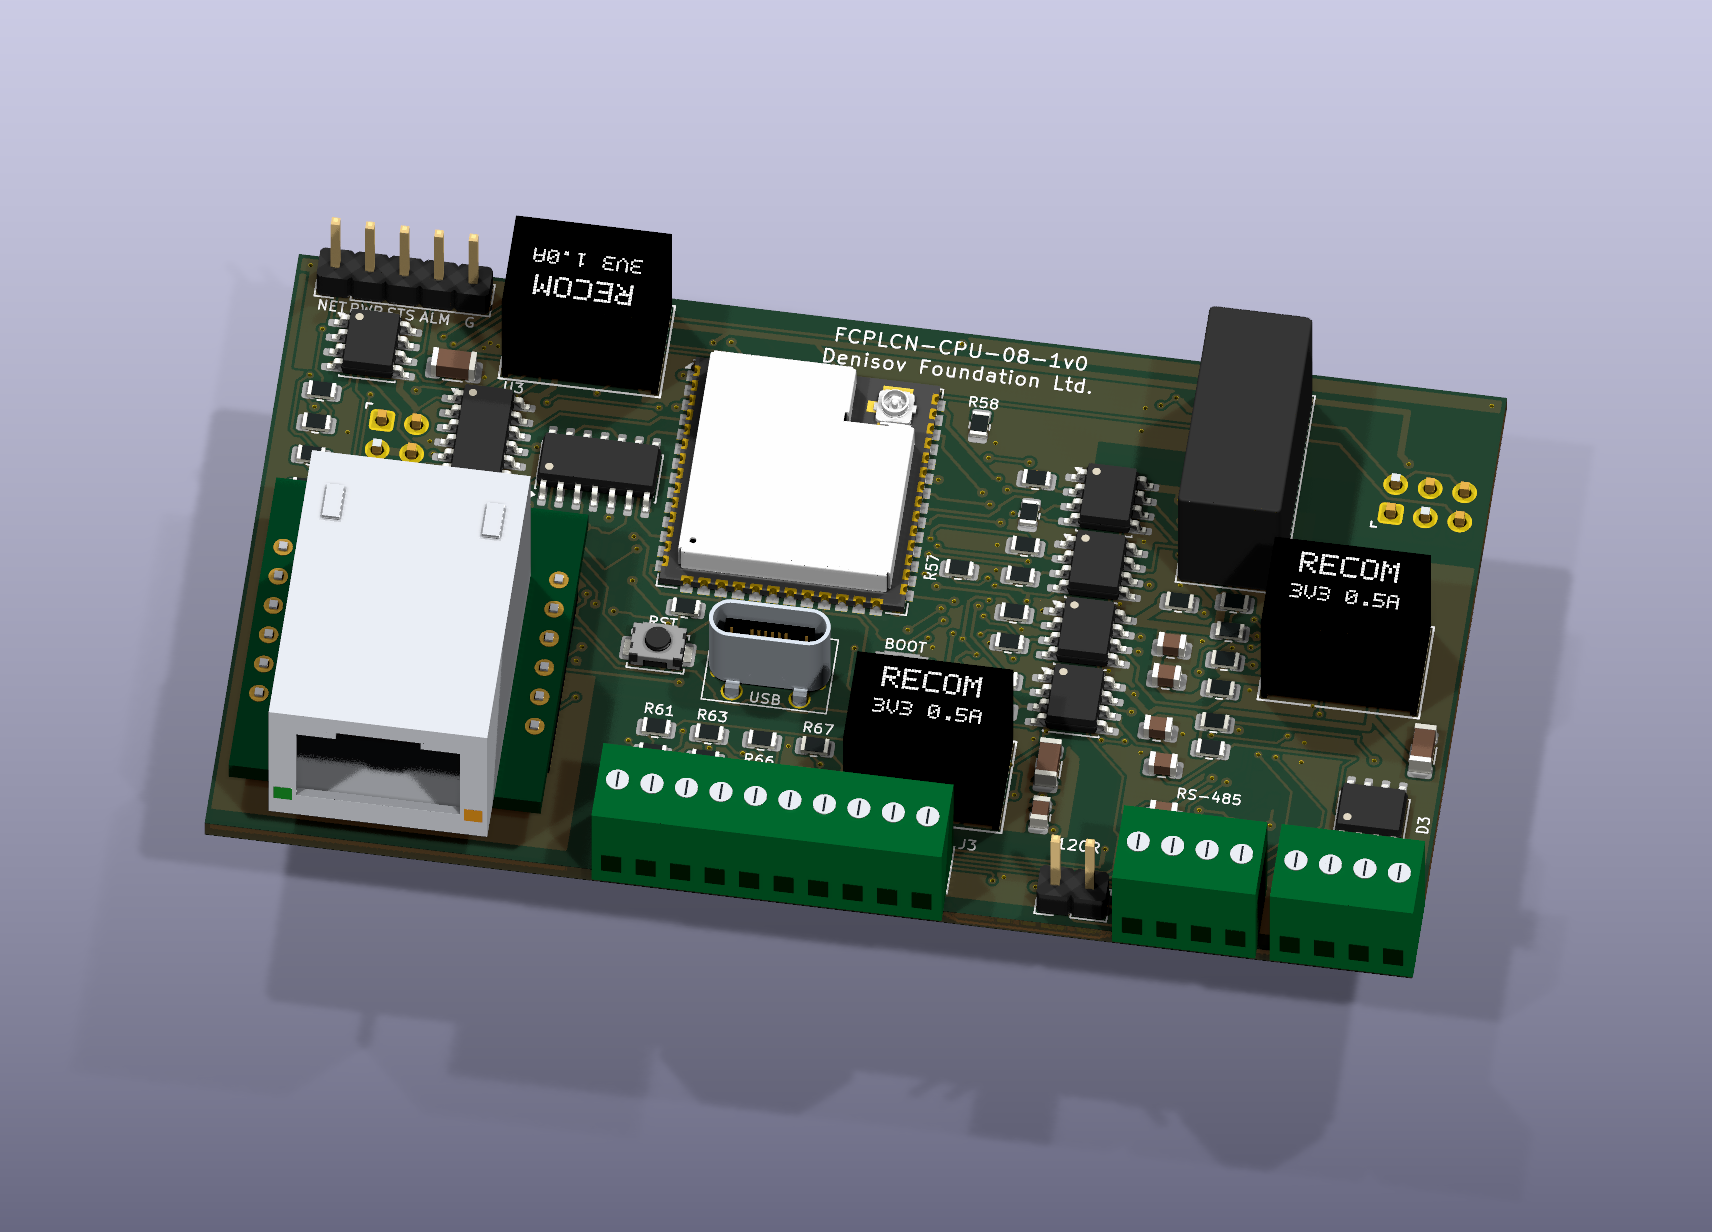 3V3 1.0A
RECOM
NET PWR STS ALM G
U3
FCPLCN-CPU-08-1v0
Denisov Foundation Ltd.
R58
RECOM
3V3 0.5A
R57
RST
BOOT
RECOM
3V3 0.5A
USB
R61
R63
R67
R66
RS-485
D3
J3
120R